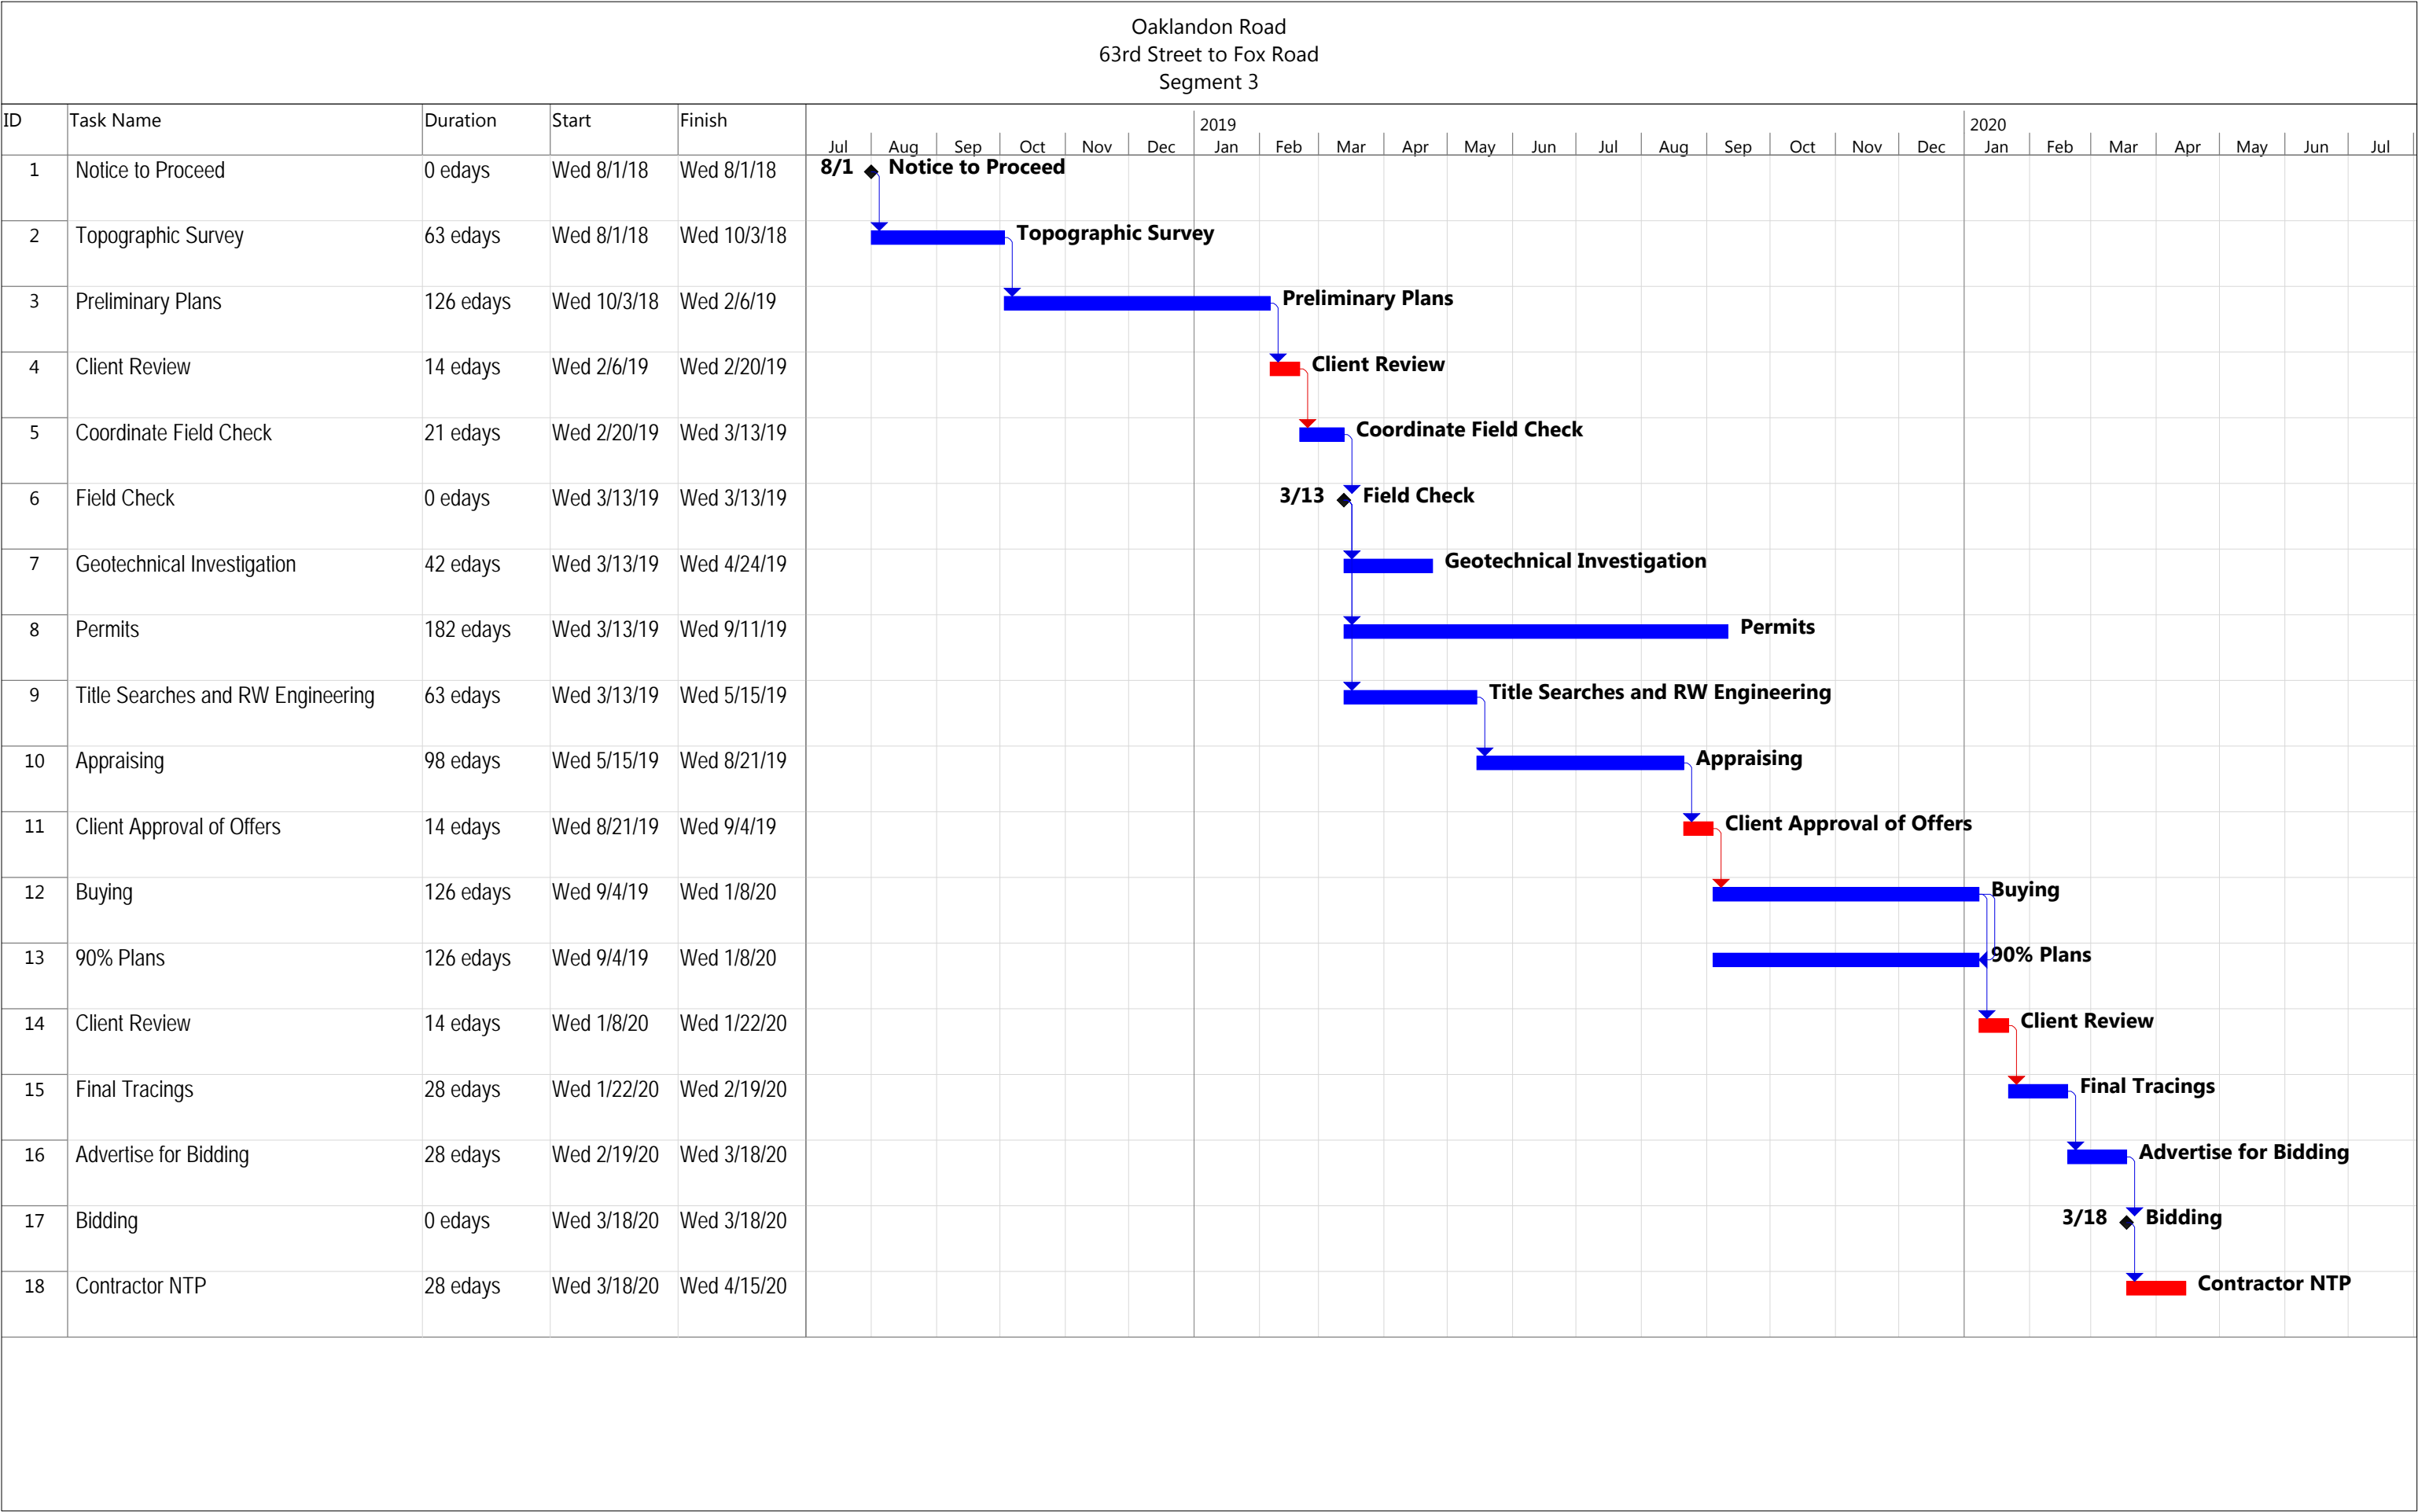 Oaklandon Road
63rd Street to Fox Road
Segment 3
ID Task Name Duration Start Finish 2019 2020
Jul Aug Sep Oct Nov Dec Jan Feb Mar Apr May Jun Jul Aug Sep Oct Nov Dec Jan Feb Mar Apr May Jun Jul
1 Notice to Proceed 0 edays Wed 8/1/18 Wed 8/1/18 8/1 Notice to Proceed
2 Topographic Survey 63 edays Wed 8/1/18 Wed 10/3/18 Topographic Survey
3 Preliminary Plans 126 edays Wed 10/3/18 Wed 2/6/19 Preliminary Plans
4 Client Review 14 edays Wed 2/6/19 Wed 2/20/19 Client Review
5 Coordinate Field Check 21 edays Wed 2/20/19 Wed 3/13/19 Coordinate Field Check
6 Field Check 0 edays Wed 3/13/19 Wed 3/13/19 3/13 Field Check
7 Geotechnical Investigation 42 edays Wed 3/13/19 Wed 4/24/19 Geotechnical Investigation
8 Permits 182 edays Wed 3/13/19 Wed 9/11/19 Permits
9 Title Searches and RW Engineering 63 edays Wed 3/13/19 Wed 5/15/19 Title Searches and RW Engineering
10 Appraising 98 edays Wed 5/15/19 Wed 8/21/19 Appraising
11 Client Approval of Offers 14 edays Wed 8/21/19 Wed 9/4/19 Client Approval of Offers
12 Buying 126 edays Wed 9/4/19 Wed 1/8/20 Buying
13 90% Plans 126 edays Wed 9/4/19 Wed 1/8/20 90% Plans
14 Client Review 14 edays Wed 1/8/20 Wed 1/22/20 Client Review
15 Final Tracings 28 edays Wed 1/22/20 Wed 2/19/20 Final Tracings
16 Advertise for Bidding 28 edays Wed 2/19/20 Wed 3/18/20 Advertise for Bidding
17 Bidding 0 edays Wed 3/18/20 Wed 3/18/20 3/18 Bidding
18 Contractor NTP 28 edays Wed 3/18/20 Wed 4/15/20 Contractor NTP